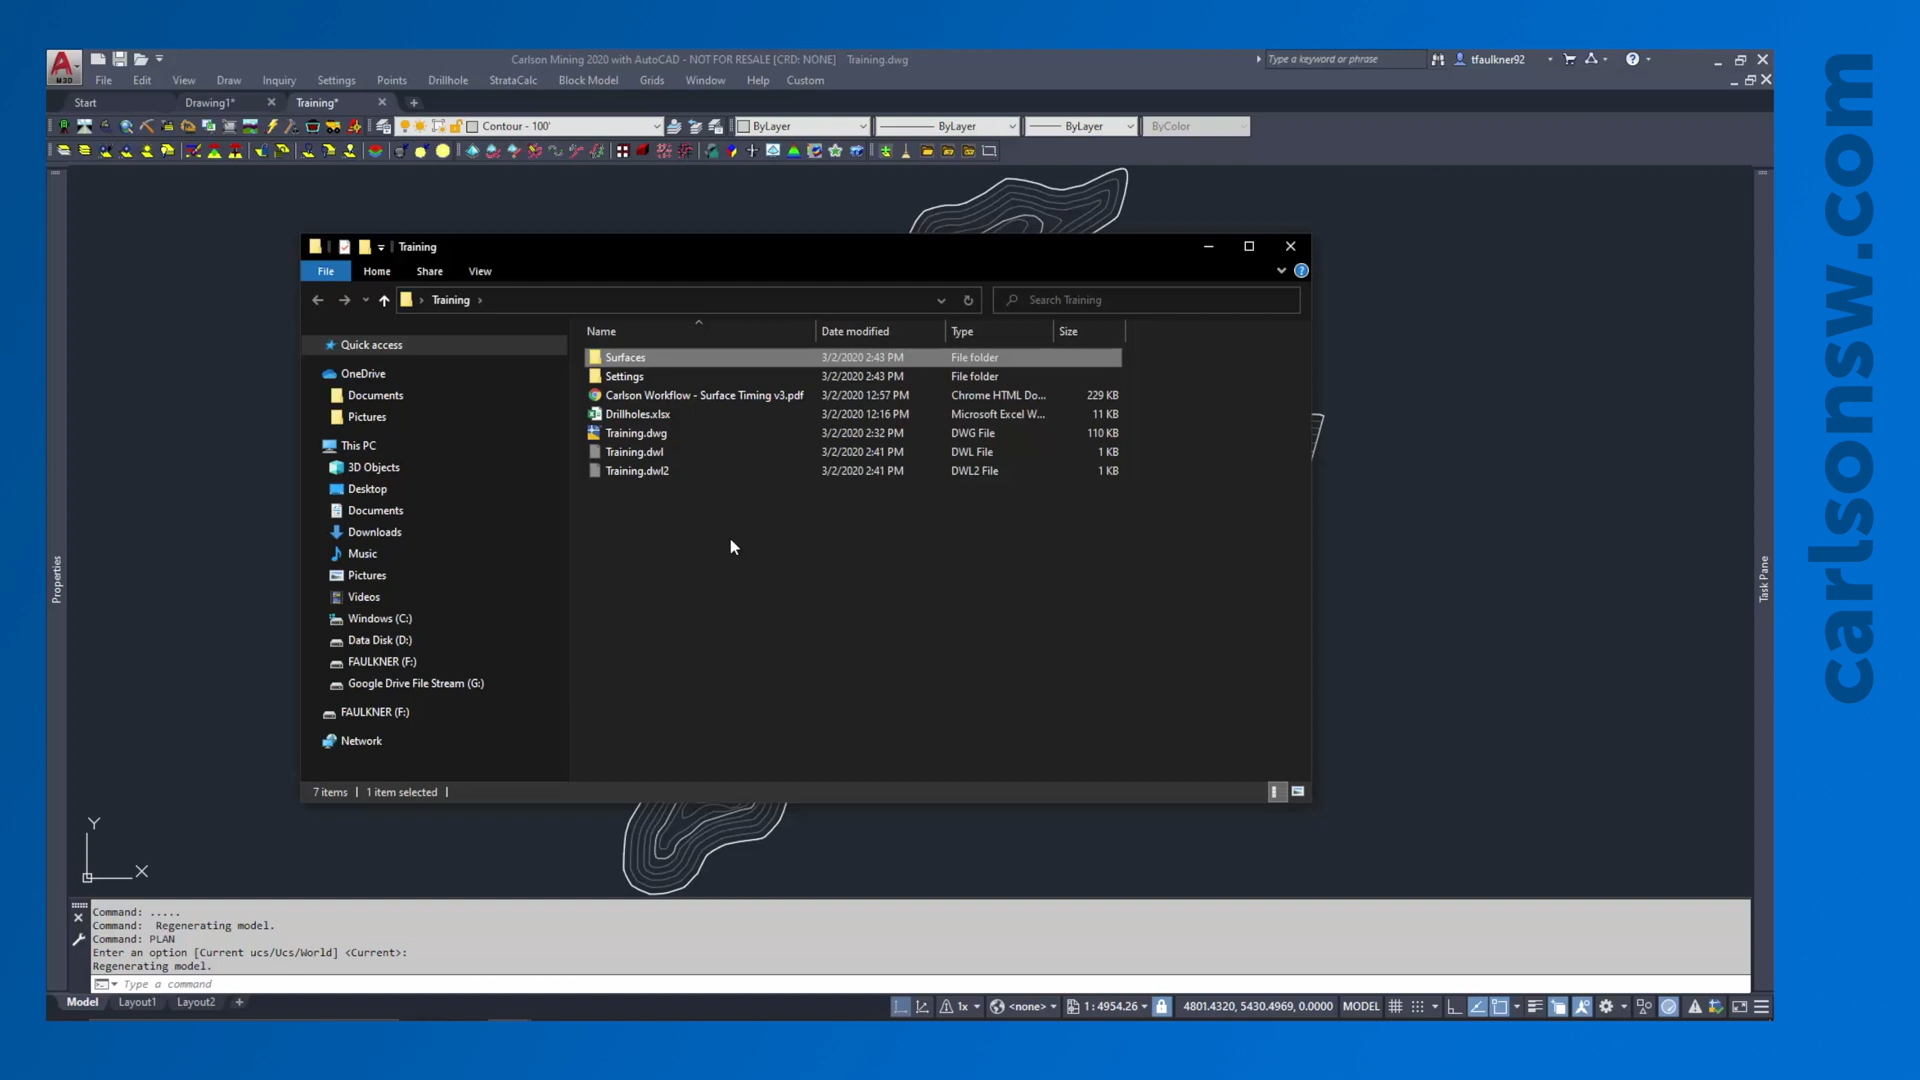 Carlson Mining 2020 with AutoCAD - NOT FOR RESALE [CRD: NONE] Training.dwg
Type a keyword or phrase
tfaulkner92
M3D
File Edit View Draw Inquiry Settings Points Drillhole StrataCalc Block Model Grids Window Help Custom
Start Drawing1* Training*
Contour - 100' ByLayer ByLayer ByLayer ByColor
Training
File Home Share View
Training
Search Training
Name Date modified Type Size
Quick access
OneDrive
Documents
Pictures
This PC
3D Objects
Desktop
Documents
Downloads
Music
Pictures
Videos
Windows (C:)
Data Disk (D:)
FAULKNER (F:)
Google Drive File Stream (G:)
FAULKNER (F:)
Network
Surfaces 3/2/2020 2:43 PM File folder
Settings 3/2/2020 2:43 PM File folder
Carlson Workflow - Surface Timing v3.pdf 3/2/2020 12:57 PM Chrome HTML Do... 229 KB
Drillholes.xlsx 3/2/2020 12:16 PM Microsoft Excel W... 11 KB
Training.dwg 3/2/2020 2:32 PM DWG File 110 KB
Training.dwl 3/2/2020 2:41 PM DWL File 1 KB
Training.dwl2 3/2/2020 2:41 PM DWL2 File 1 KB
7 items 1 item selected
Properties
Task Pane
Y
X
Command: .....
Command: Regenerating model.
Command: PLAN
Enter an option [Current ucs/Ucs/World] <Current>:
Regenerating model.
Type a command
Model Layout1 Layout2
1x <none> 1:4954.26 4801.4320, 5430.4969, 0.0000 MODEL
carlsonsw.com